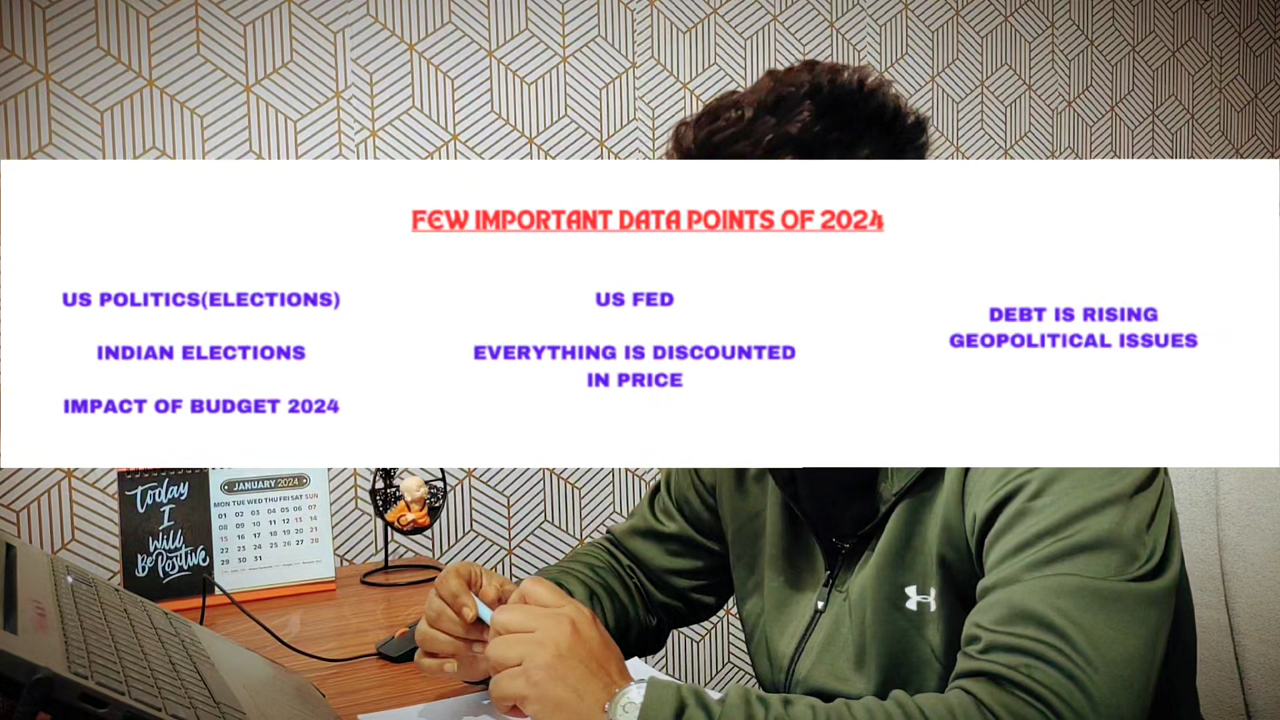 FEW IMPORTANT DATA POINTS OF 2024
US POLITICS(ELECTIONS)
INDIAN ELECTIONS
IMPACT OF BUDGET 2024
US FED
EVERYTHING IS DISCOUNTED
IN PRICE
DEBT IS RISING
GEOPOLITICAL ISSUES
Today
I
will
Be Positive
JANUARY 2024
MON TUE WED THU FRI SAT SUN
01 02 03 04 05 06 07
08 09 10 11 12 13 14
15 16 17 18 19 20 21
22 23 24 25 26 27 28
29 30 31